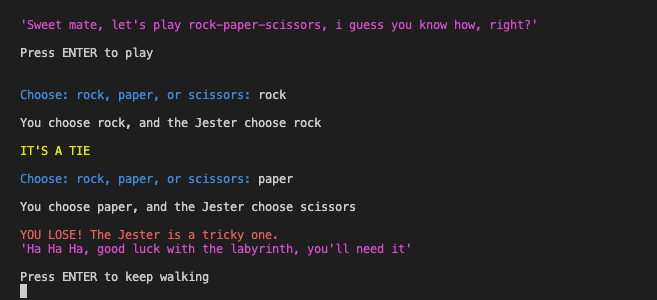 'Sweet mate, let's play rock-paper-scissors, i guess you know how, right?'
Press ENTER to play
Choose: rock, paper, or scissors: rock
You choose rock, and the Jester choose rock
IT'S A TIE
Choose: rock, paper, or scissors: paper
You choose paper, and the Jester choose scissors
YOU LOSE! The Jester is a tricky one.
'Ha Ha Ha, good luck with the labyrinth, you'll need it'
Press ENTER to keep walking